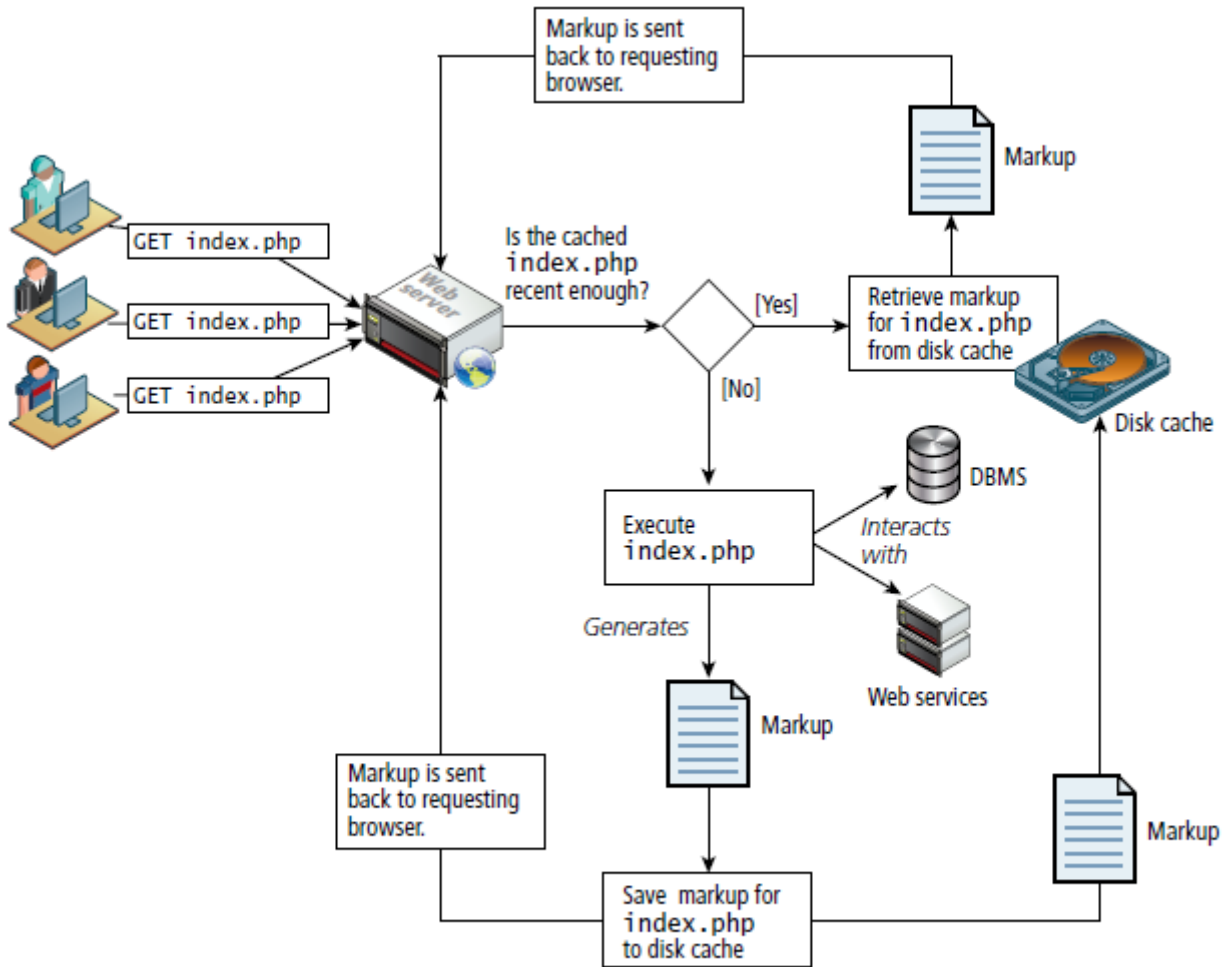 Markup is sent
back to requesting
browser.
Markup
GET index.php
GET index.php
GET index.php
Web
server
Is the cached
index.php
recent enough?
[Yes]
Retrieve markup
for index.php
from disk cache
[No]
Disk cache
DBMS
Execute
index.php
Interacts
with
Generates
Web services
Markup
Markup is sent
back to requesting
browser.
Markup
Save markup for
index.php
to disk cache